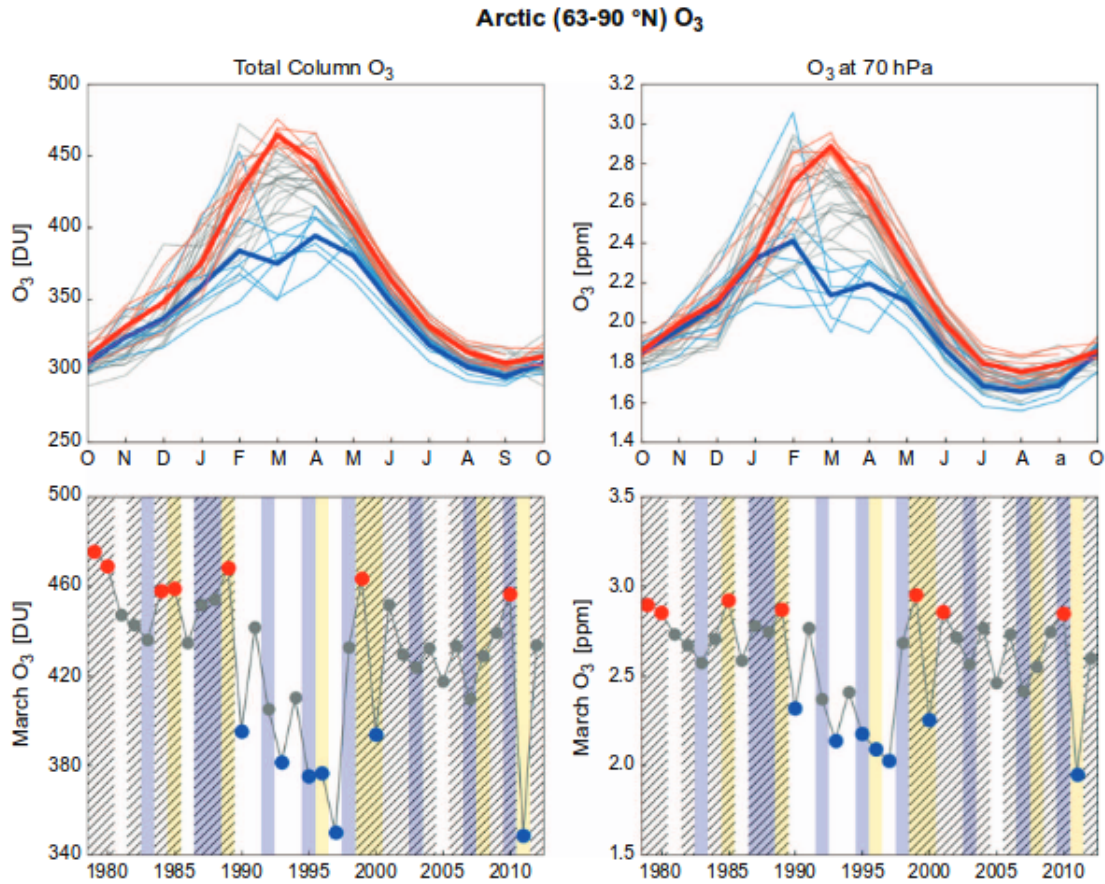 Arctic (63-90 °N) O3
Total Column O3
O3 at 70 hPa
500
450
400
350
300
250
O3 [DU]
O N D J F M A M J J A S O
3.2
3.0
2.8
2.6
2.4
2.2
2.0
1.8
1.6
1.4
O3 [ppm]
O N D J F M A M J J A a O
500
460
420
380
340
March O3 [DU]
1980 1985 1990 1995 2000 2005 2010
3.5
3.0
2.5
2.0
1.5
March O3 [ppm]
1980 1985 1990 1995 2000 2005 2010